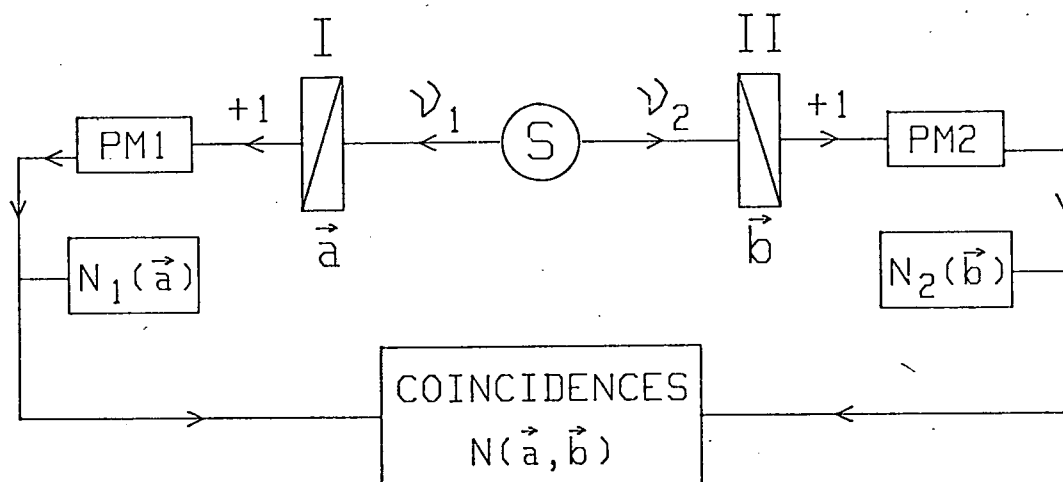 I
II
+1
ν₁
S
ν₂
+1
PM1
PM2
a⃗
b⃗
N₁(a⃗)
N₂(b⃗)
COINCIDENCES
N(a⃗,b⃗)